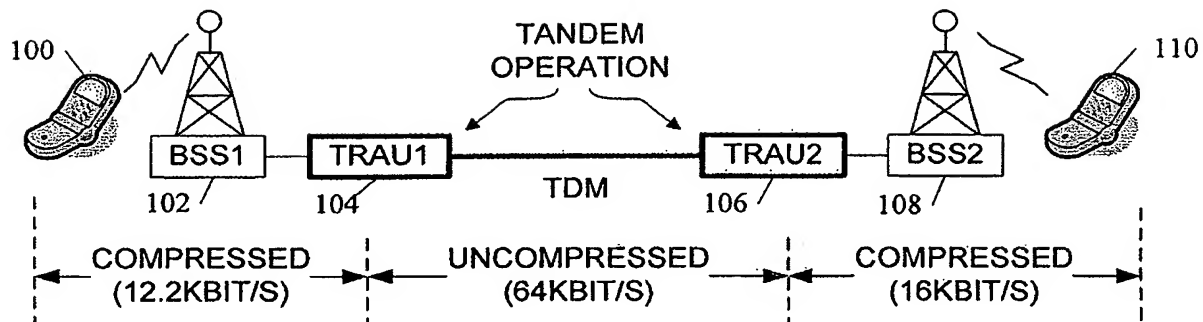 TANDEM
OPERATION
100
110
BSS1
TRAU1
TRAU2
BSS2
TDM
102
104
106
108
COMPRESSED
(12.2KBIT/S)
UNCOMPRESSED
(64KBIT/S)
COMPRESSED
(16KBIT/S)